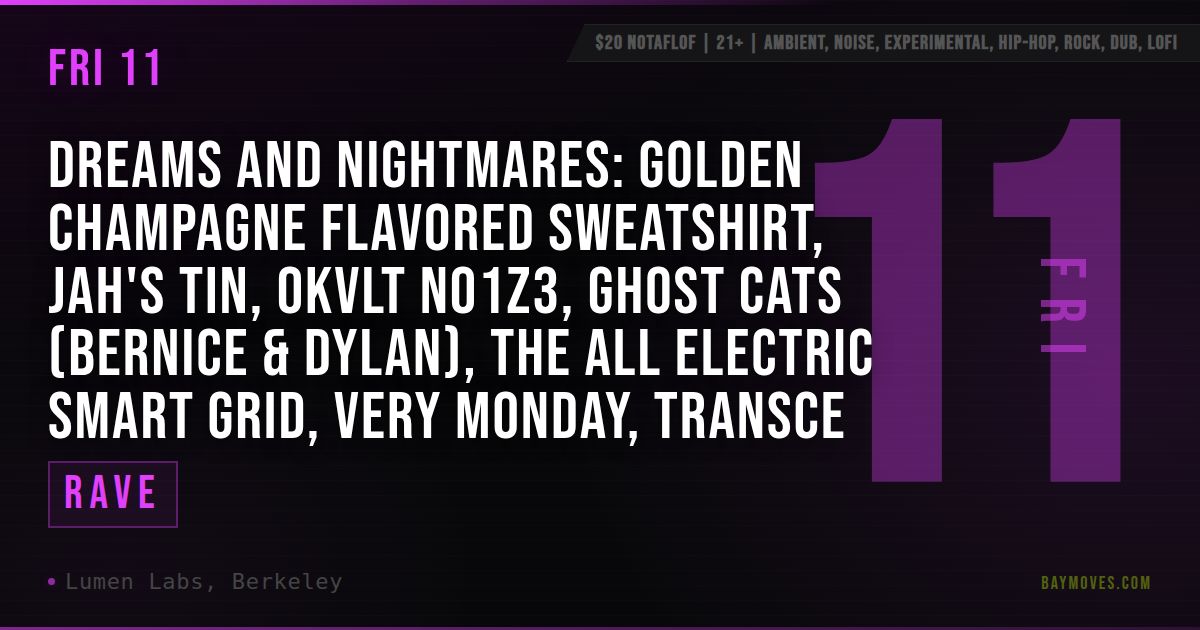 FRI 11
$20 NOTAFLOF | 21+ | AMBIENT, NOISE, EXPERIMENTAL, HIP-HOP, ROCK, DUB, LOFI
DREAMS AND NIGHTMARES: GOLDEN
CHAMPAGNE FLAVORED SWEATSHIRT,
JAH'S TIN, OKVLT NO1Z3, GHOST CATS
(BERNICE & DYLAN), THE ALL ELECTRIC
SMART GRID, VERY MONDAY, TRANSCE
11
FRI
RAVE
Lumen Labs, Berkeley
BAYMOVES.COM